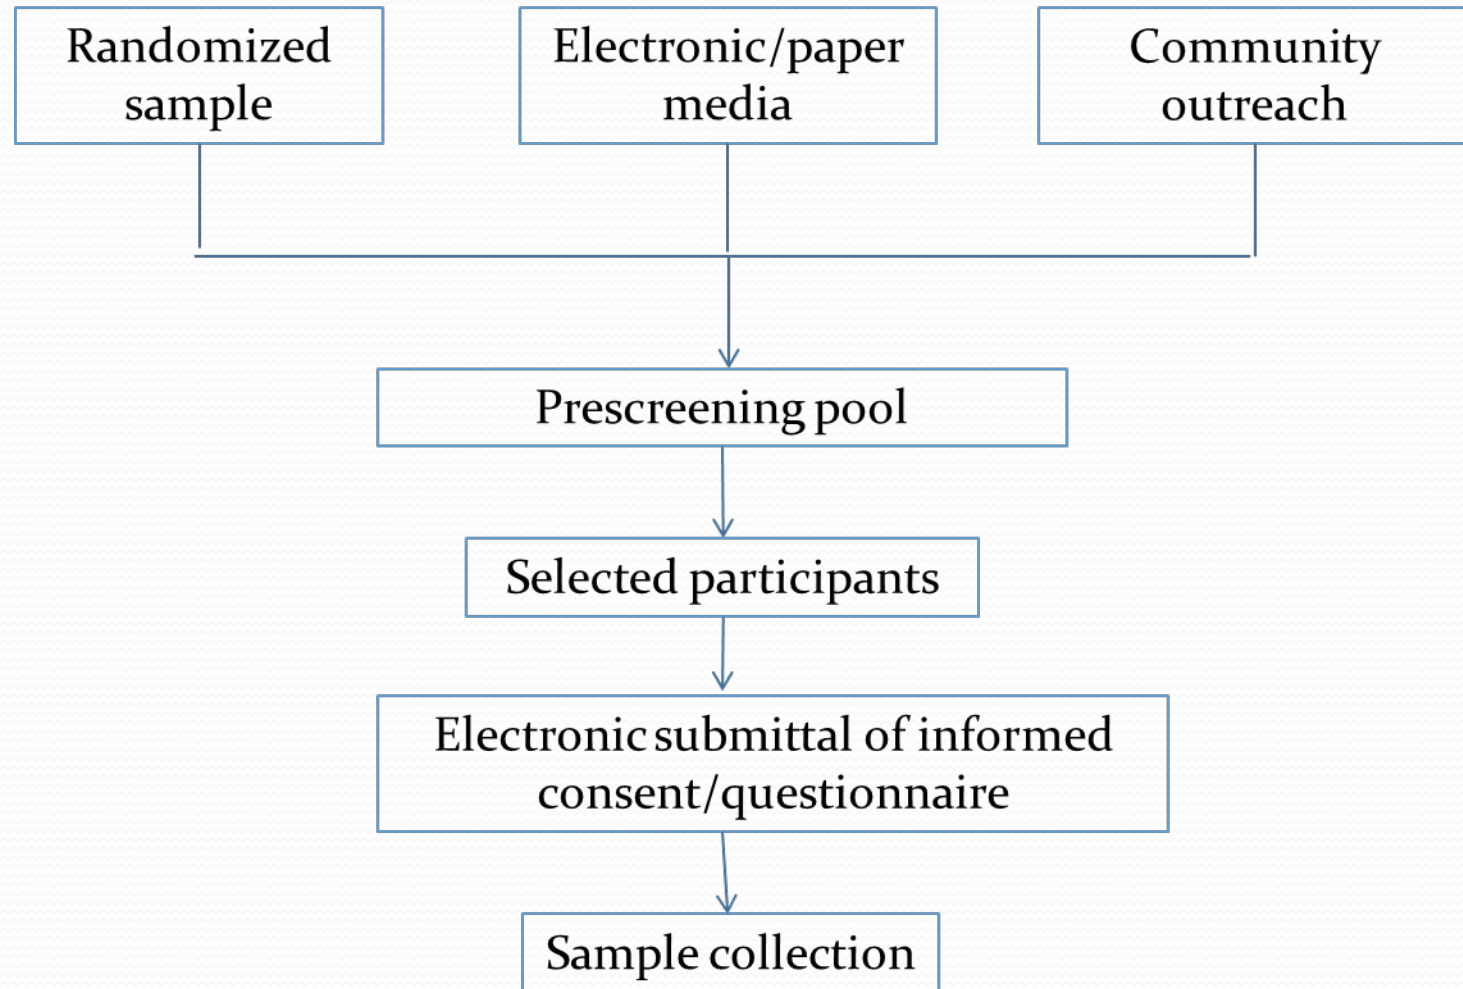 Randomized
sample
Electronic/paper
media
Community
outreach
Prescreening pool
Selected participants
Electronic submittal of informed
consent/questionnaire
Sample collection